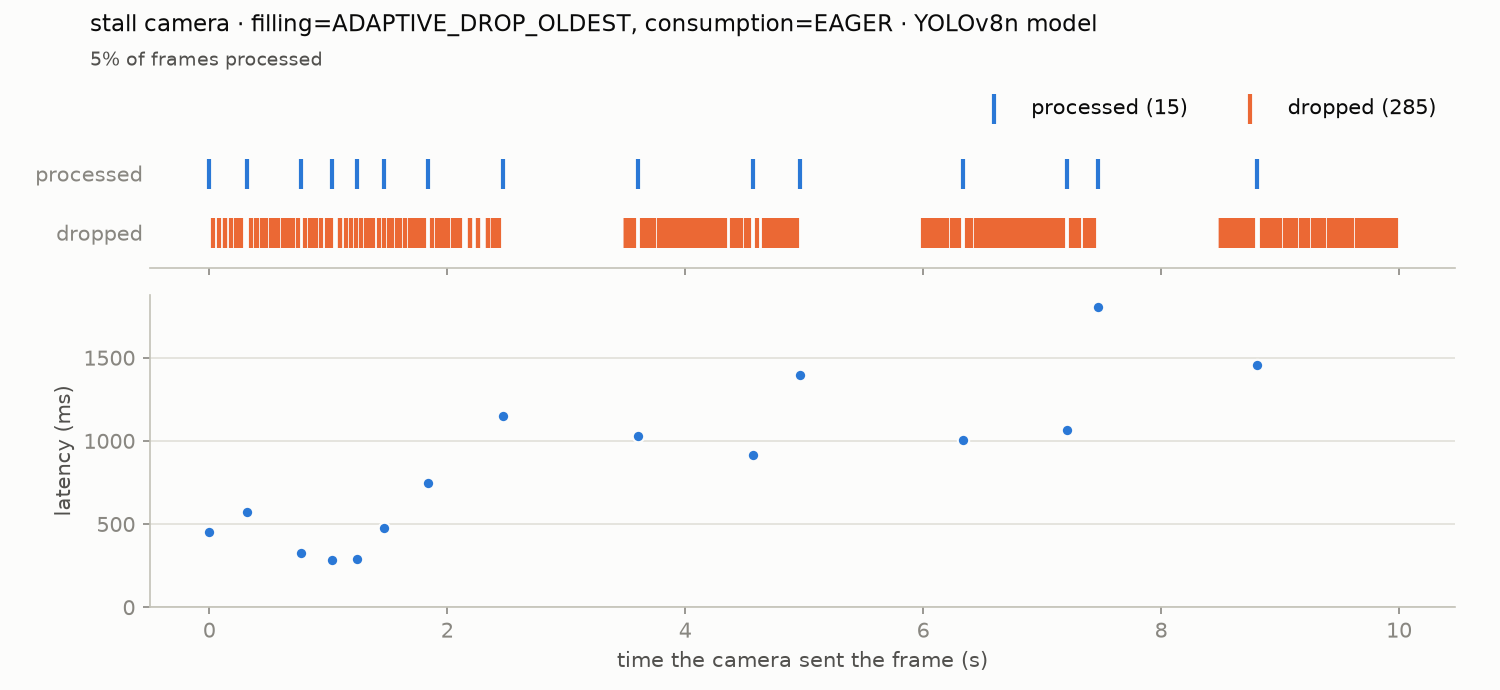 stall camera · filling=ADAPTIVE_DROP_OLDEST, consumption=EAGER · YOLOv8n model
5% of frames processed
processed (15)
dropped (285)
processed
dropped
latency (ms)
1500
1000
500
0
0 2 4 6 8 10
time the camera sent the frame (s)